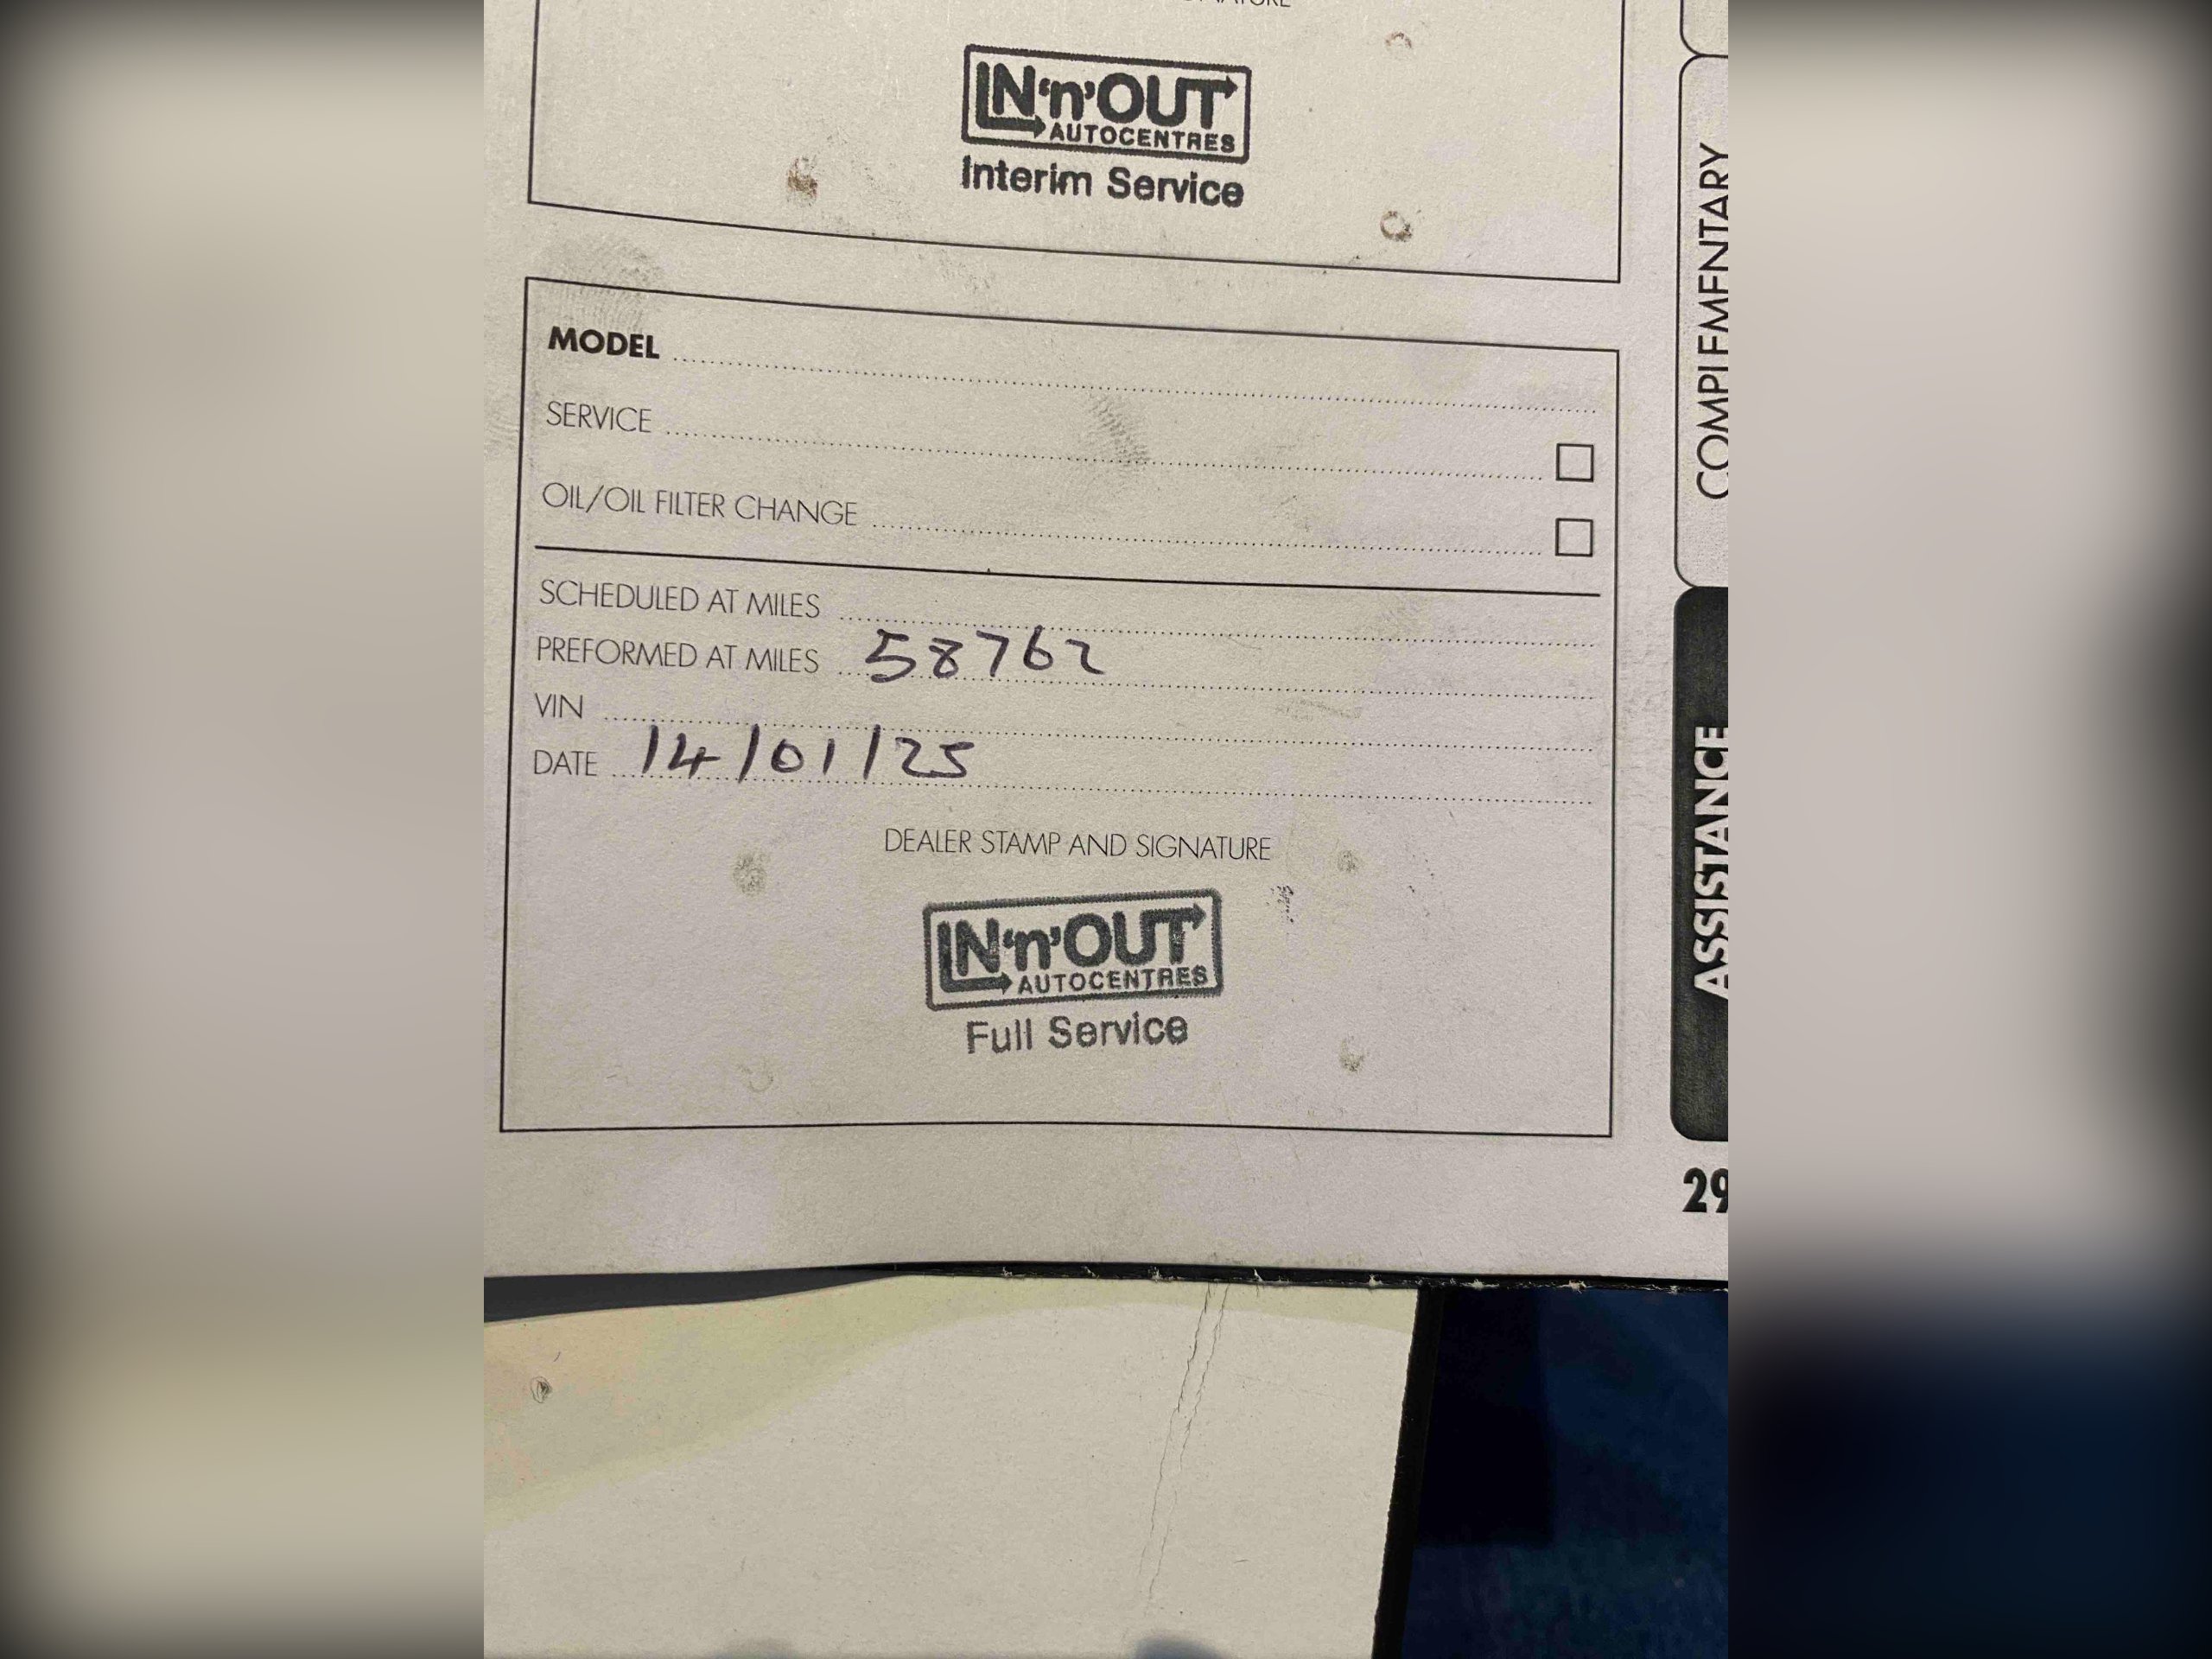 IN'n'OUT
AUTOCENTRES
Interim Service
MODEL
SERVICE
OIL/OIL FILTER CHANGE
SCHEDULED AT MILES
PREFORMED AT MILES 58762
VIN
DATE 14/01/25
DEALER STAMP AND SIGNATURE
IN'n'OUT
AUTOCENTRES
Full Service
COMPLEMENTARY
ASSISTANCE
29